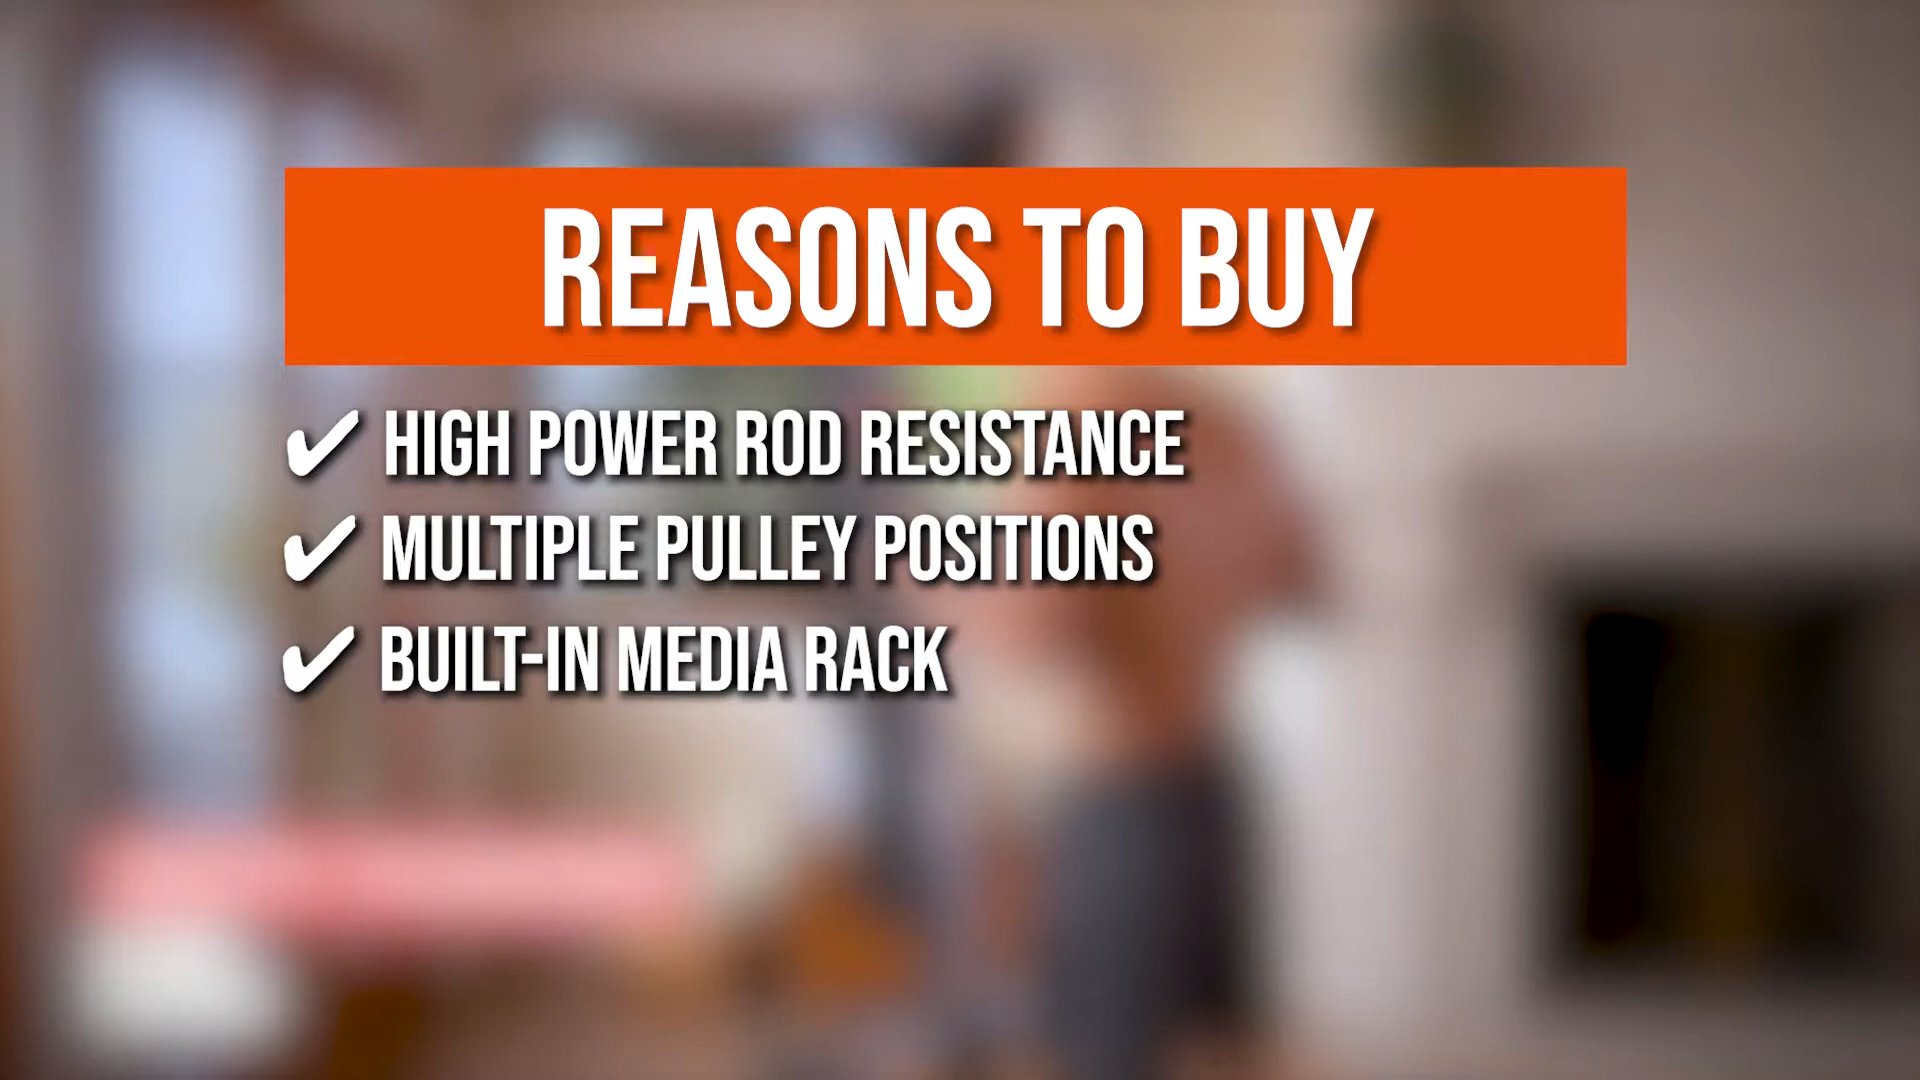 REASONS TO BUY
✔ HIGH POWER ROD RESISTANCE
✔ MULTIPLE PULLEY POSITIONS
✔ BUILT-IN MEDIA RACK